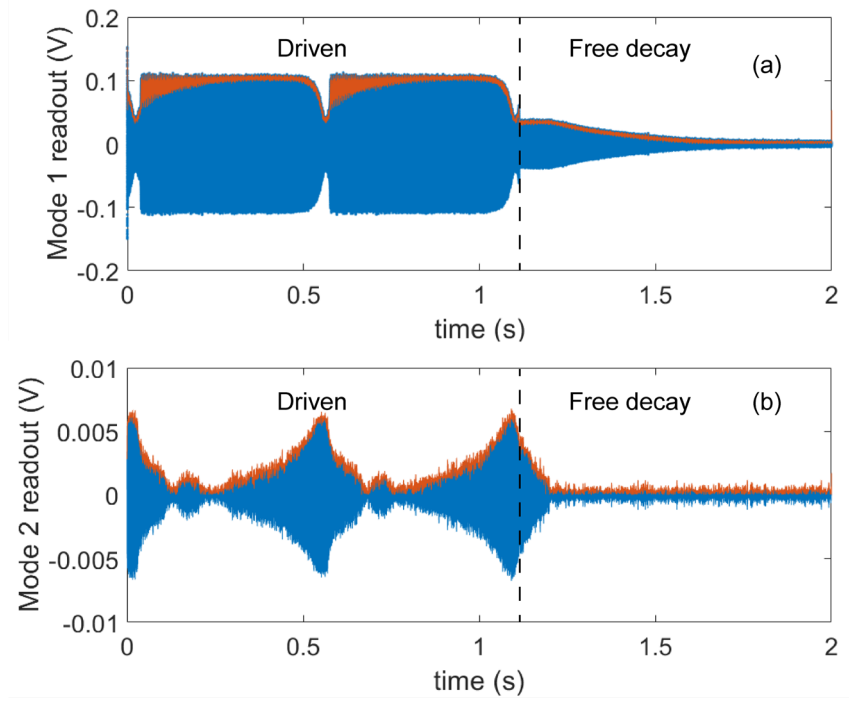 0.2
Driven
Free decay
(a)
0.1
0
-0.1
-0.2
Mode 1 readout (V)
0
0.5
1
1.5
2
time (s)
0.01
Driven
Free decay
(b)
0.005
0
-0.005
-0.01
Mode 2 readout (V)
0
0.5
1
1.5
2
time (s)